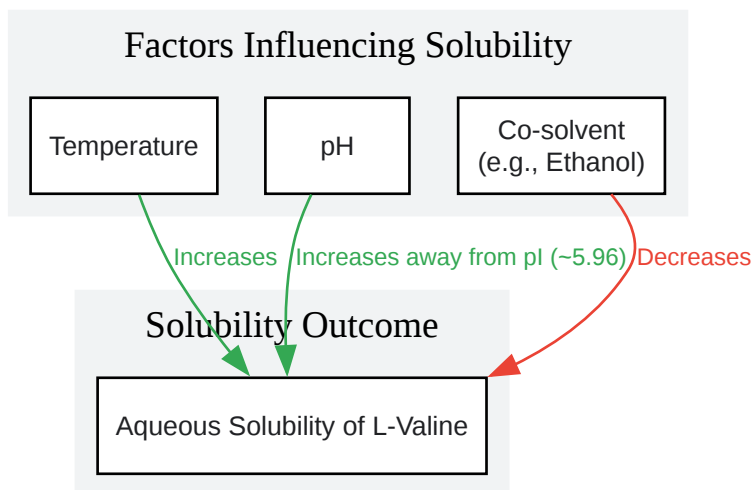 Factors Influencing Solubility
Temperature
pH
Co-solvent
(e.g., Ethanol)
Increases
Increases away from pI (~5.96)
Decreases
Solubility Outcome
Aqueous Solubility of L-Valine